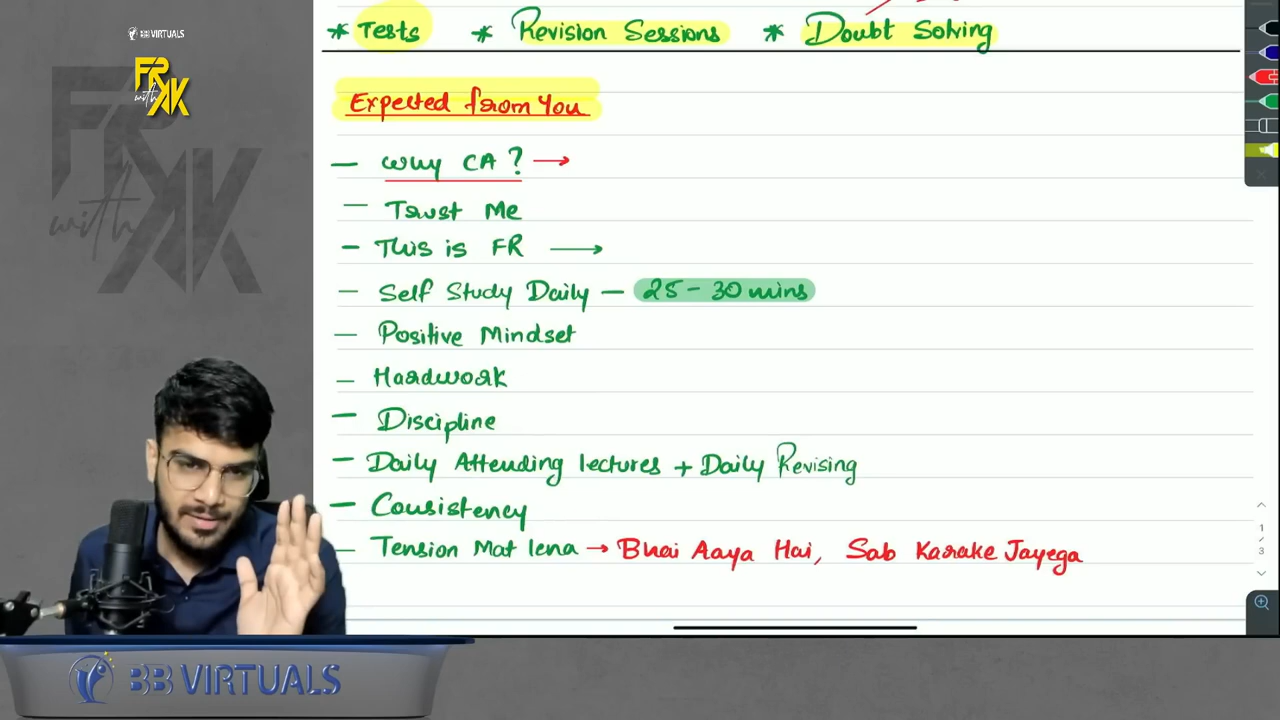 BB VIRTUALS
FR
with
KK
* Tests * Revision Sessions * Doubt Solving
Expected from You
— Why CA? →
— Trust Me
— This is FR →
— Self Study Daily — 25 - 30 mins
— Positive Mindset
— Hardwork
— Discipline
— Daily Attending lectures + Daily Revising
— Consistency
— Tension Mat lena → Bhai Aaya Hai, Sab Karake Jayega
1
/
3
BB VIRTUALS